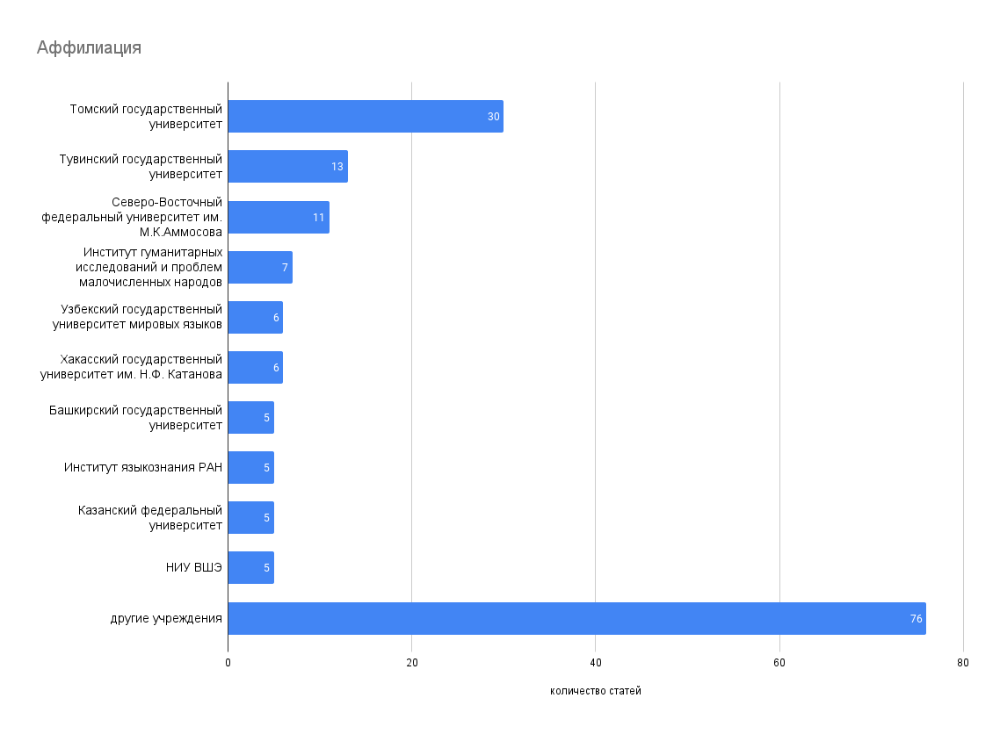 Аффилиация
Томский государственный
университет
30
Тувинский государственный
университет
13
Северо-Восточный
федеральный университет им.
М.К.Аммосова
11
Институт гуманитарных
исследований и проблем
малочисленных народов
7
Узбекский государственный
университет мировых языков
6
Хакасский государственный
университет им. Н.Ф. Катанова
6
Башкирский государственный
университет
5
Институт языкознания РАН
5
Казанский федеральный
университет
5
НИУ ВШЭ
5
другие учреждения
76
0 20 40 60 80
количество статей